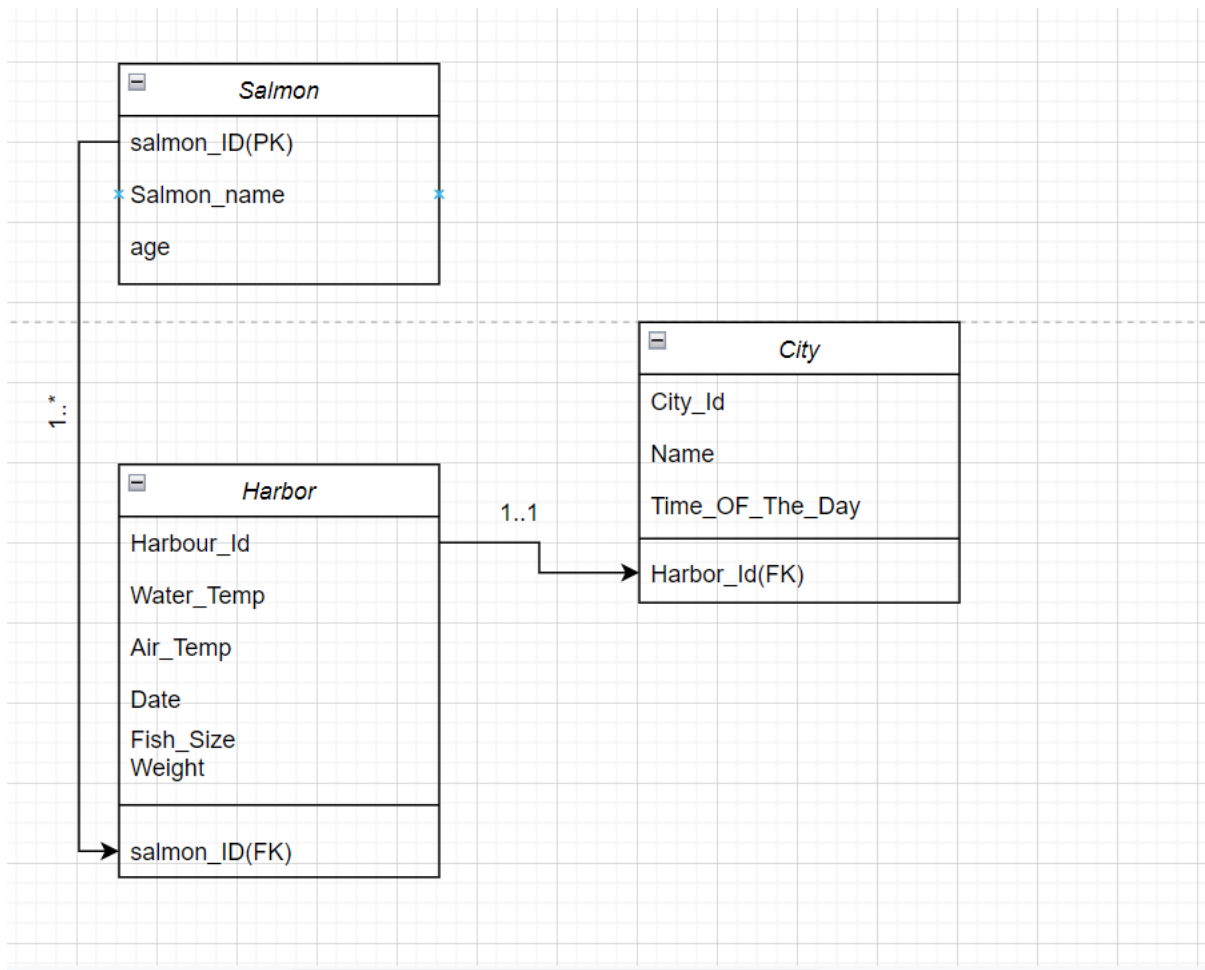 Salmon
salmon_ID(PK)
Salmon_name
age
1..*
City
City_Id
Name
Time_OF_The_Day
Harbor_Id(FK)
1..1
Harbor
Harbour_Id
Water_Temp
Air_Temp
Date
Fish_Size
Weight
salmon_ID(FK)